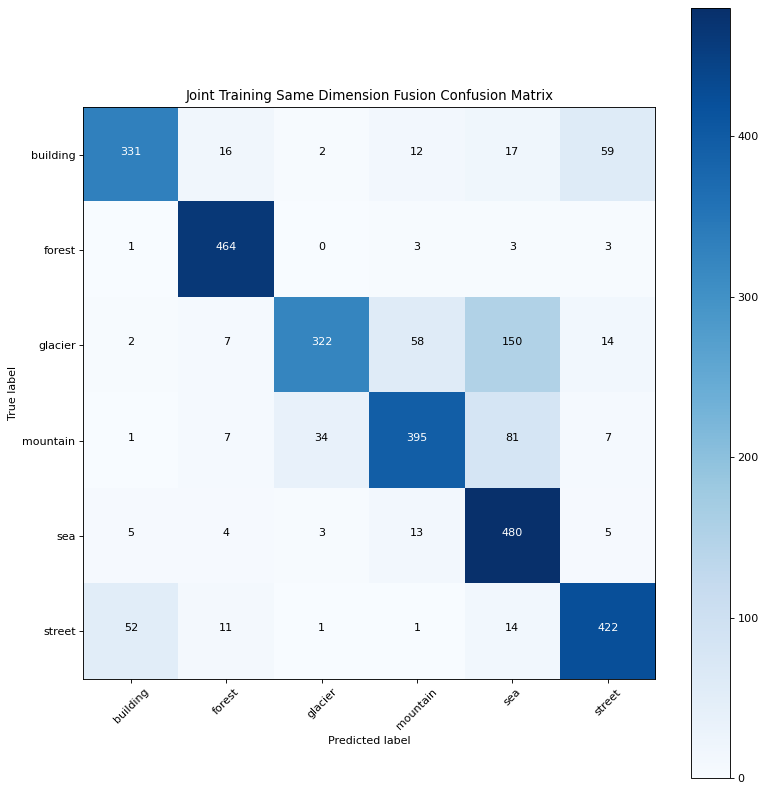 Joint Training Same Dimension Fusion Confusion Matrix
True label
building 331 16 2 12 17 59
forest 1 464 0 3 3 3
glacier 2 7 322 58 150 14
mountain 1 7 34 395 81 7
sea 5 4 3 13 480 5
street 52 11 1 1 14 422
building forest glacier mountain sea street
Predicted label
400
300
200
100
0